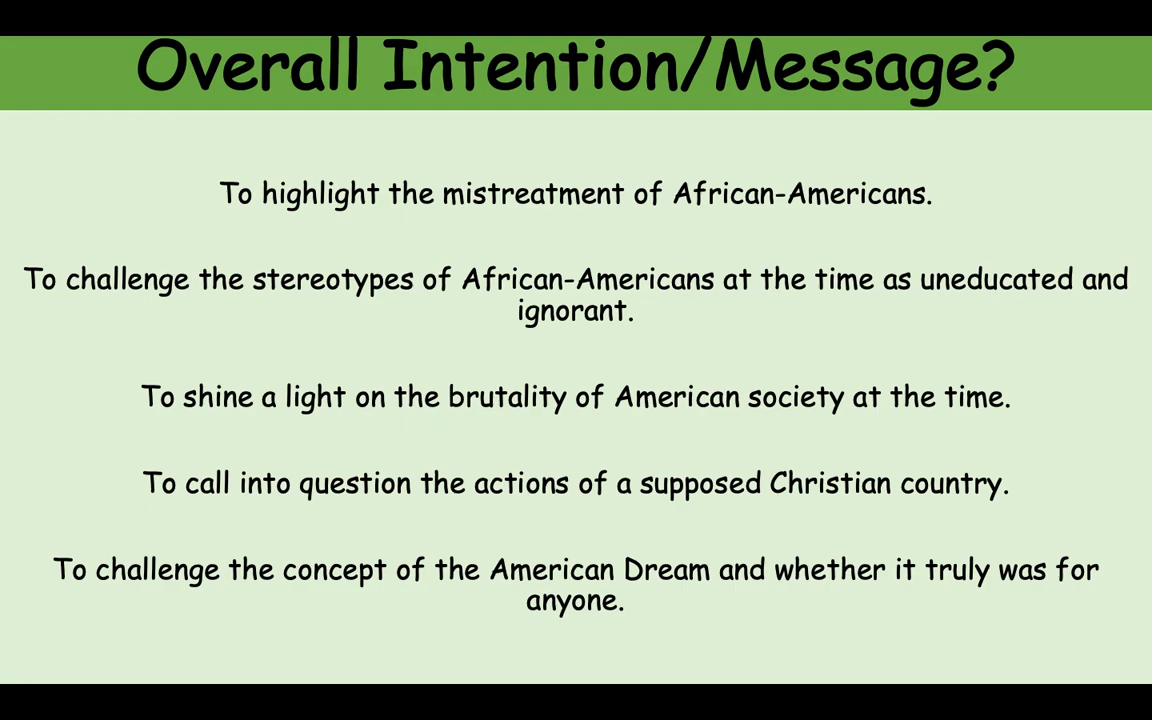 Overall Intention/Message?
To highlight the mistreatment of African-Americans.
To challenge the stereotypes of African-Americans at the time as uneducated and
ignorant.
To shine a light on the brutality of American society at the time.
To call into question the actions of a supposed Christian country.
To challenge the concept of the American Dream and whether it truly was for
anyone.